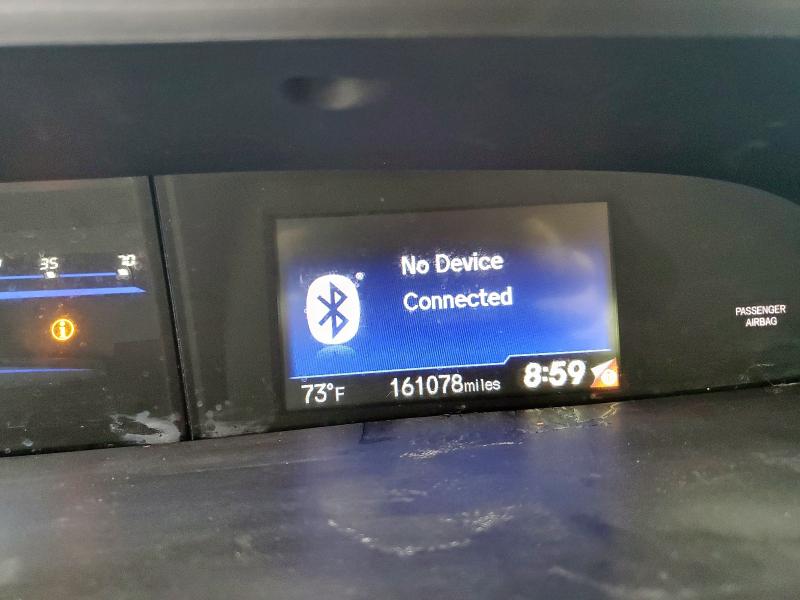 35 70
No Device
Connected
73°F 161078miles 8:59
PASSENGER
AIRBAG